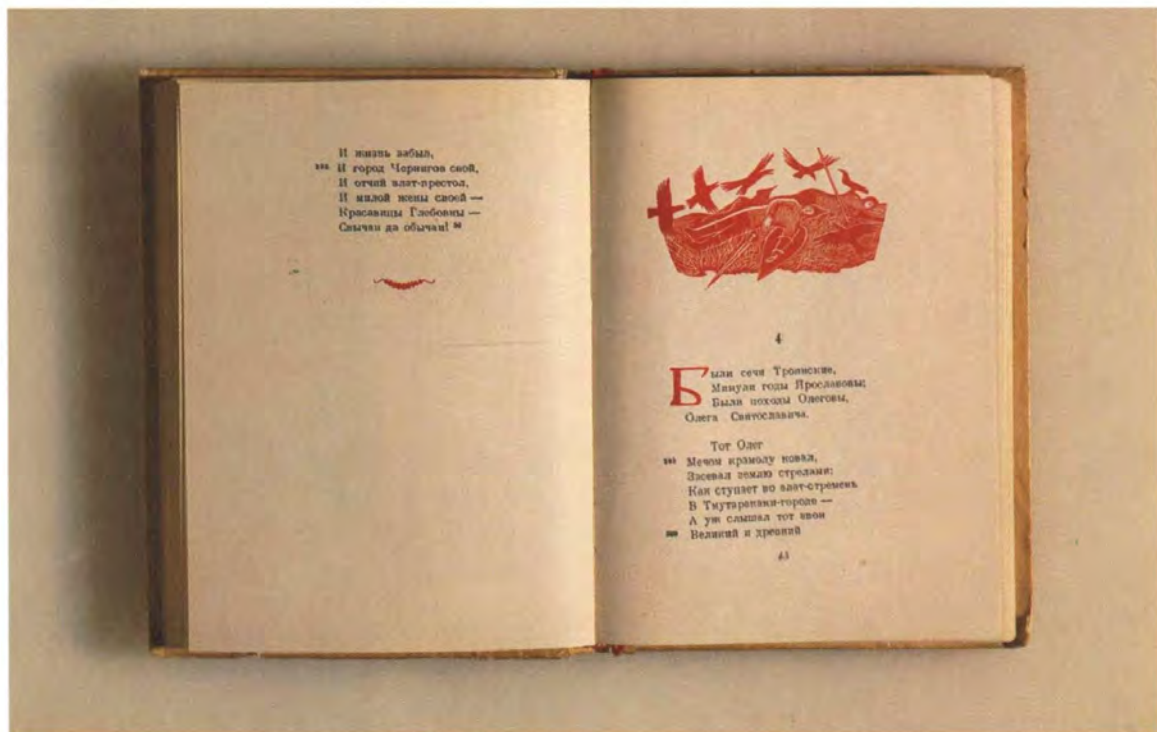 И жизнь забыл,
И город Чернигов свой,
И отчий злат-престол,
И милой жены своей —
Красавицы Глебовны —
Свычаи да обычаи!
4
Были сечи Трояновские,
Минули годы Ярославовы;
Были походы Олеговы,
Олега Святославича.
Тот Олег
Мечом крамолу ковал,
Засевал землю стрелами:
Как ступает во злат-стремень
В Тмутаракани-городе —
А уж слышал тот звон
Великий и древний